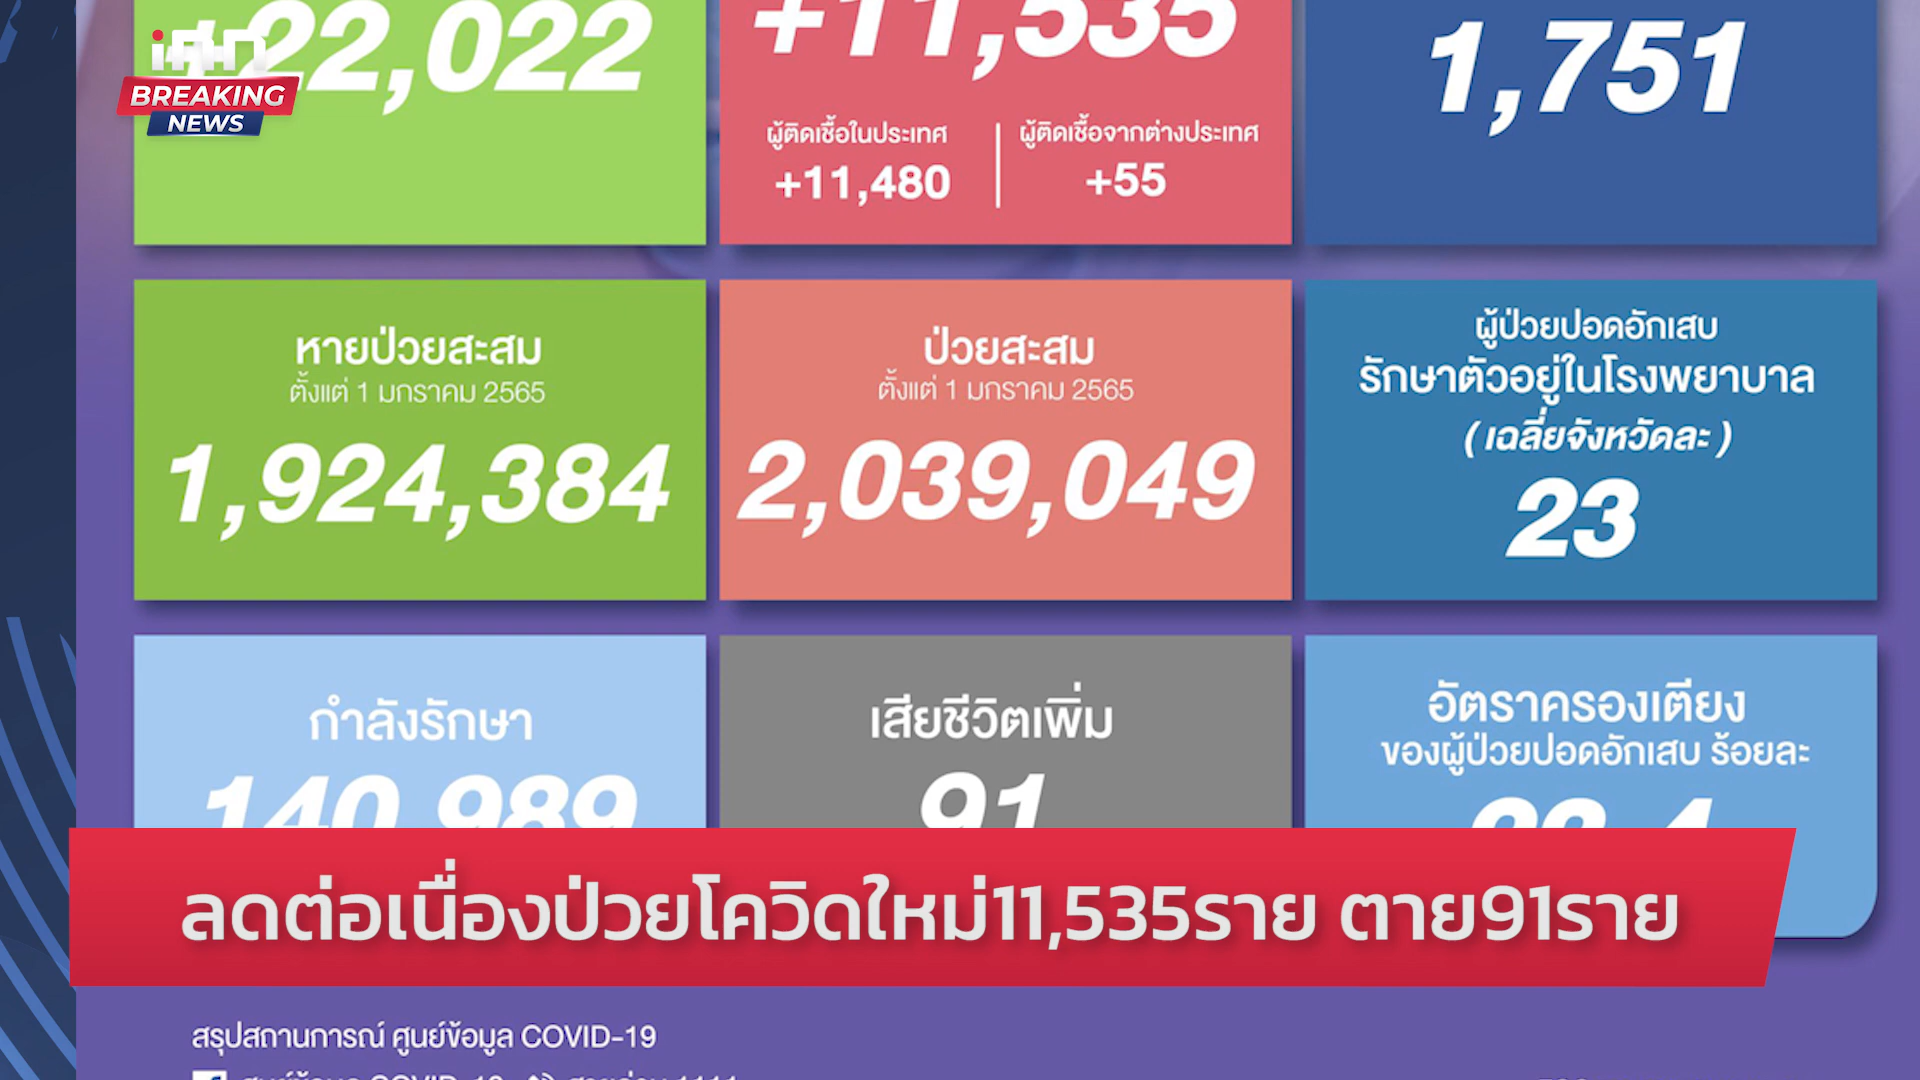 inn
BREAKING
NEWS
+22,022
+11,535
ผู้ติดเชื้อในประเทศ
+11,480
ผู้ติดเชื้อจากต่างประเทศ
+55
1,751
หายป่วยสะสม
ตั้งแต่ 1 มกราคม 2565
1,924,384
ป่วยสะสม
ตั้งแต่ 1 มกราคม 2565
2,039,049
ผู้ป่วยปอดอักเสบ
รักษาตัวอยู่ในโรงพยาบาล
( เฉลี่ยจังหวัดละ )
23
กำลังรักษา
140,989
เสียชีวิตเพิ่ม
91
อัตราครองเตียง
ของผู้ป่วยปอดอักเสบ ร้อยละ
ลดต่อเนื่องป่วยโควิดใหม่11,535ราย ตาย91ราย
สรุปสถานการณ์ ศูนย์ข้อมูล COVID-19